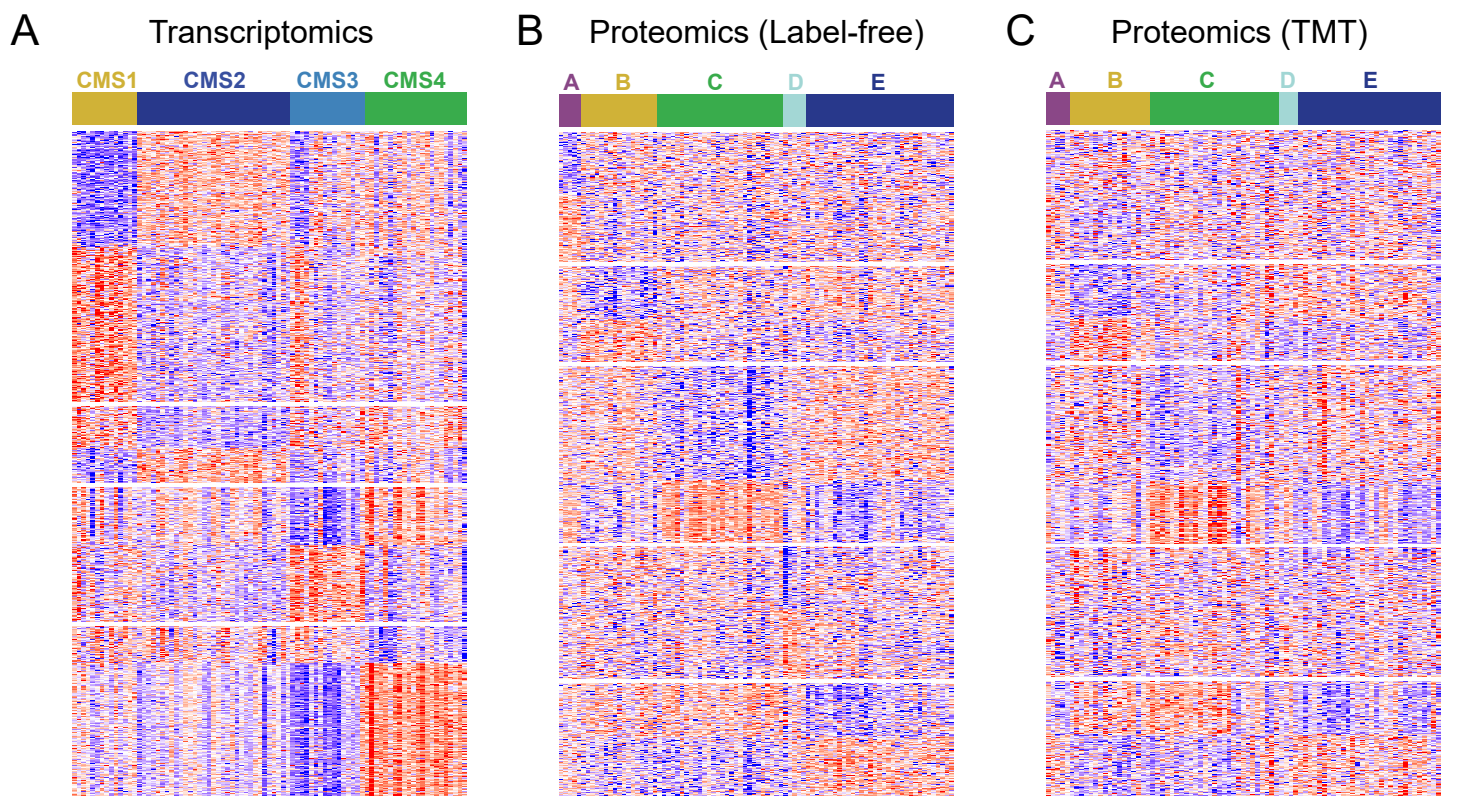 A
Transcriptomics
CMS1 CMS2 CMS3 CMS4
B
Proteomics (Label-free)
A B C D E
C
Proteomics (TMT)
A B C D E